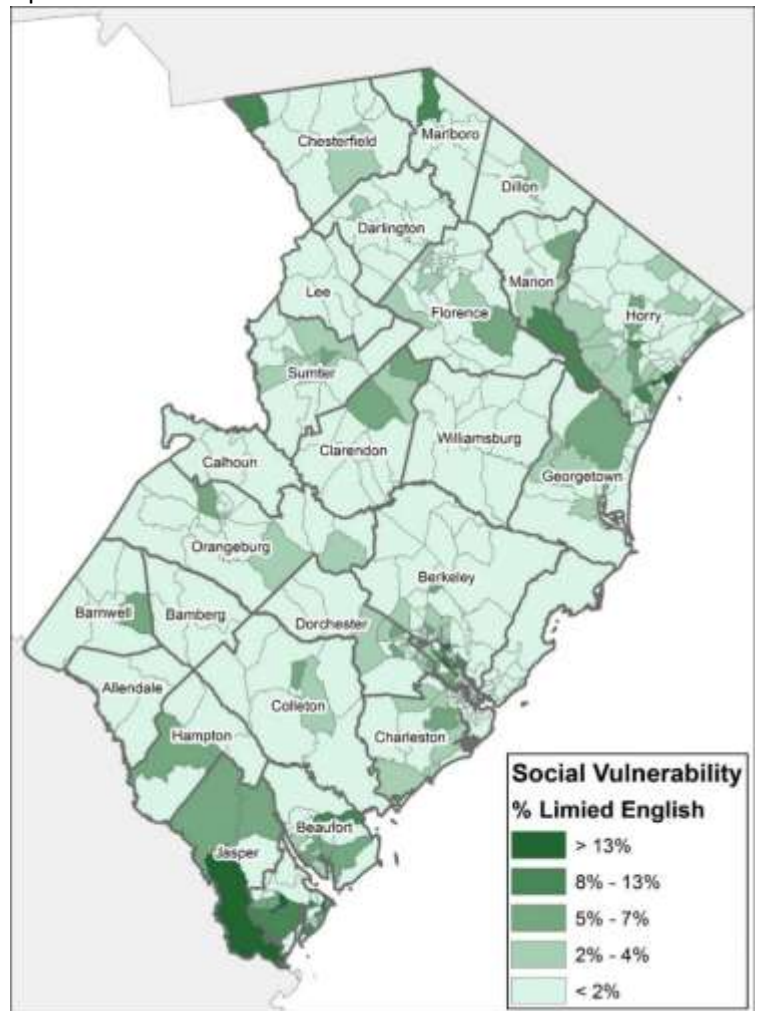 Chesterfield
Marlboro
Dillon
Darlington
Marion
Lee
Florence
Horry
Sumter
Clarendon
Williamsburg
Calhoun
Georgetown
Orangeburg
Berkeley
Barnwell
Bamberg
Dorchester
Allendale
Colleton
Hampton
Charleston
Beaufort
Jasper
Social Vulnerability
% Limied English
> 13%
8% - 13%
5% - 7%
2% - 4%
< 2%